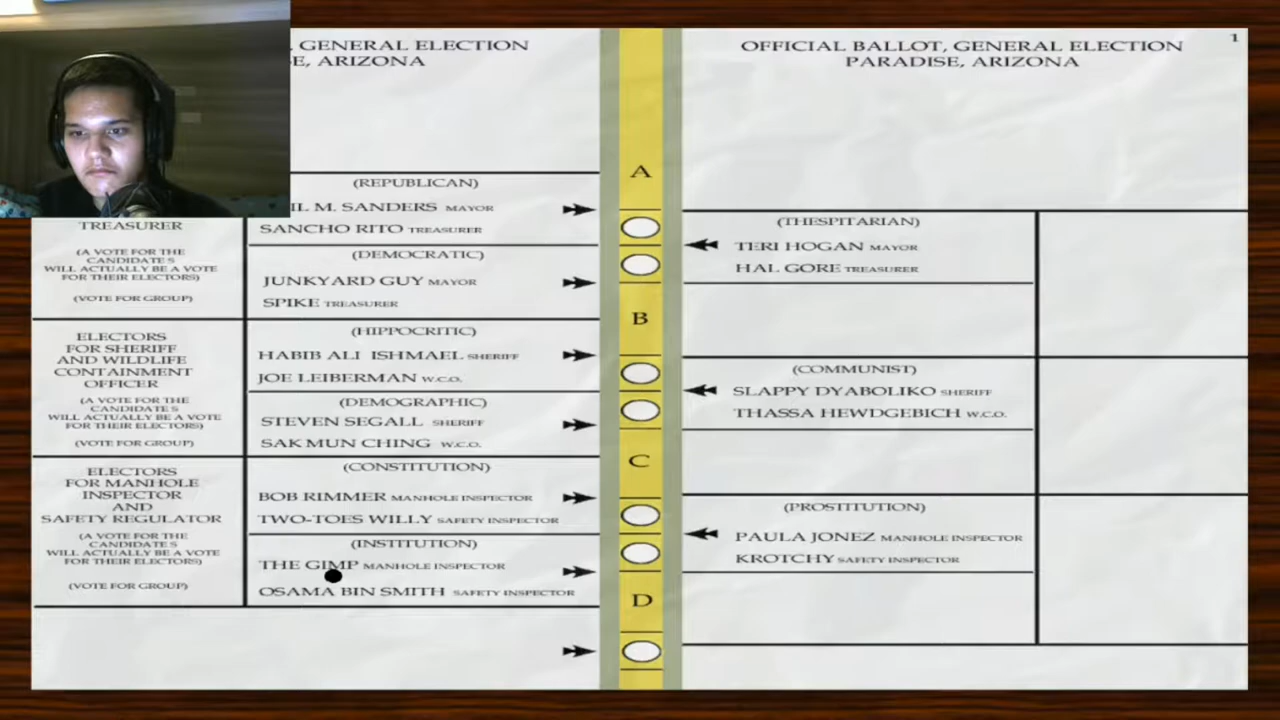 , GENERAL ELECTION
E, ARIZONA
TREASURER
(A VOTE FOR THE
CANDIDATE S
WILL ACTUALLY BE A VOTE
FOR THEIR ELECTORS)
(VOTE FOR GROUP)
(REPUBLICAN)
IL M. SANDERS MAYOR
SANCHO RITO TREASURER
(DEMOCRATIC)
JUNKYARD GUY MAYOR
SPIKE TREASURER
ELECTORS
FOR SHERIFF
AND WILDLIFE
CONTAINMENT
OFFICER
(A VOTE FOR THE
CANDIDATE S
WILL ACTUALLY BE A VOTE
FOR THEIR ELECTORS)
(VOTE FOR GROUP)
(HIPPOCRITIC)
HABIB ALI ISHMAEL SHERIFF
JOE LEIBERMAN W.C.O.
(DEMOGRAPHIC)
STEVEN SEGALL SHERIFF
SAK MUN CHING W.C.O.
ELECTORS
FOR MANHOLE
INSPECTOR
AND
SAFETY REGULATOR
(A VOTE FOR THE
CANDIDATE S
WILL ACTUALLY BE A VOTE
FOR THEIR ELECTORS)
(VOTE FOR GROUP)
(CONSTITUTION)
BOB RIMMER MANHOLE INSPECTOR
TWO-TOES WILLY SAFETY INSPECTOR
(INSTITUTION)
THE GIMP MANHOLE INSPECTOR
OSAMA BIN SMITH SAFETY INSPECTOR
A
B
C
D
1
OFFICIAL BALLOT, GENERAL ELECTION
PARADISE, ARIZONA
(THESPITARIAN)
TERI HOGAN MAYOR
HAL GORE TREASURER
(COMMUNIST)
SLAPPY DYABOLIKO SHERIFF
THASSA HEWDGEBICH W.C.O.
(PROSTITUTION)
PAULA JONEZ MANHOLE INSPECTOR
KROTCHY SAFETY INSPECTOR